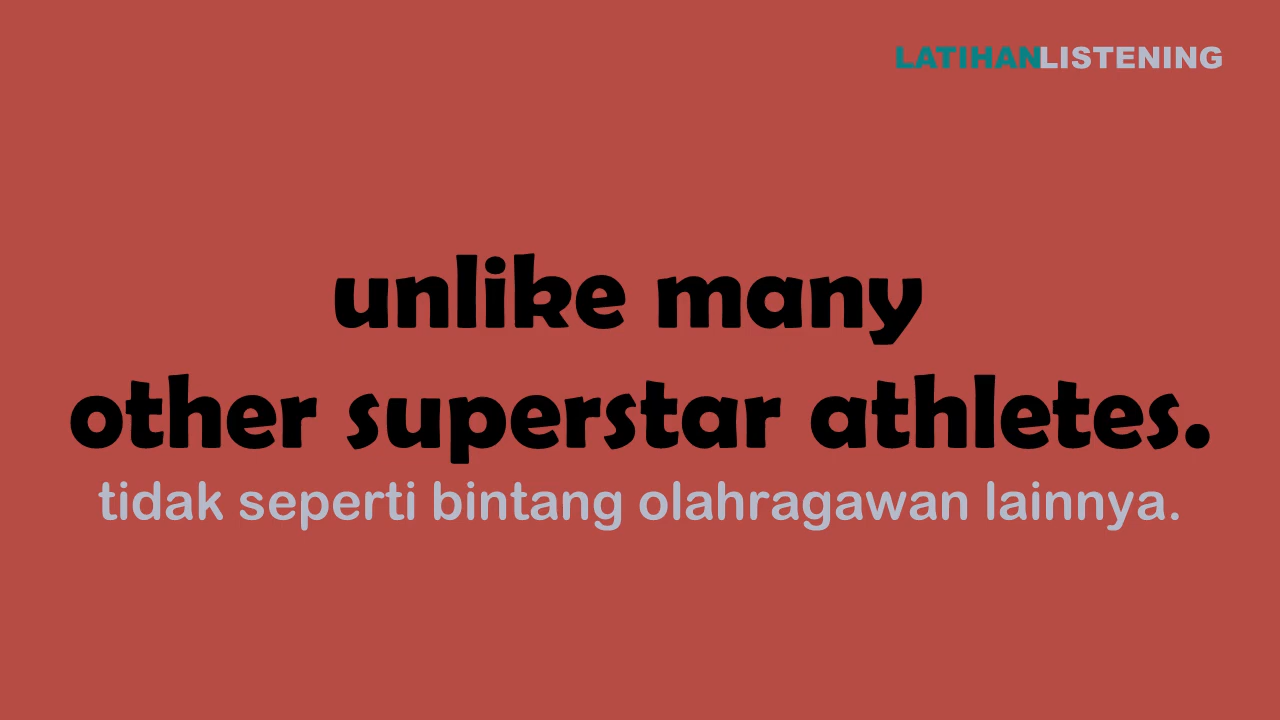 LATIHANLISTENING
unlike many
other superstar athletes.
tidak seperti bintang olahragawan lainnya.